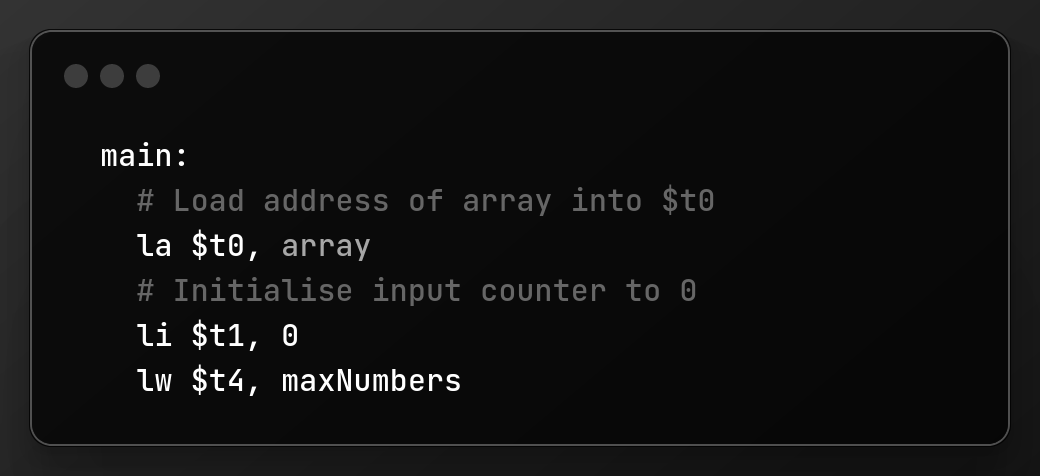 main:
# Load address of array into $t0
la $t0, array
# Initialise input counter to 0
li $t1, 0
lw $t4, maxNumbers